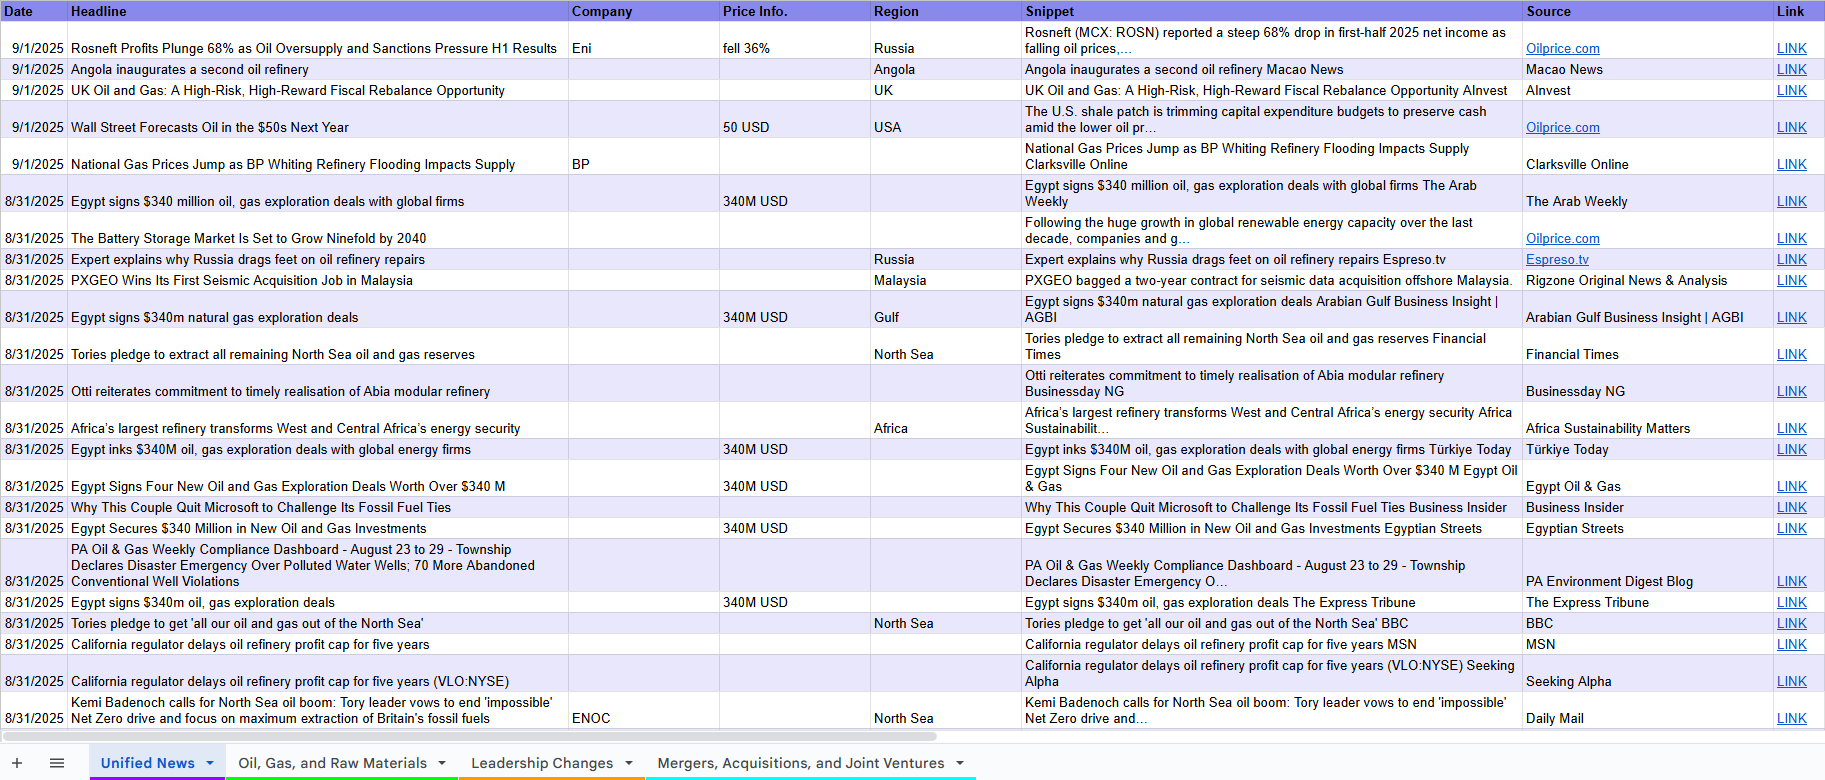 Date Headline Company Price Info. Region Snippet Source Link
9/1/2025 Rosneft Profits Plunge 68% as Oil Oversupply and Sanctions Pressure H1 Results Eni fell 36% Russia Rosneft (MCX: ROSN) reported a steep 68% drop in first-half 2025 net income as
falling oil prices,... Oilprice.com LINK
9/1/2025 Angola inaugurates a second oil refinery Angola Angola inaugurates a second oil refinery Macao News Macao News LINK
9/1/2025 UK Oil and Gas: A High-Risk, High-Reward Fiscal Rebalance Opportunity UK UK Oil and Gas: A High-Risk, High-Reward Fiscal Rebalance Opportunity AInvest AInvest LINK
9/1/2025 Wall Street Forecasts Oil in the $50s Next Year 50 USD USA The U.S. shale patch is trimming capital expenditure budgets to preserve cash
amid the lower oil pr... Oilprice.com LINK
9/1/2025 National Gas Prices Jump as BP Whiting Refinery Flooding Impacts Supply BP National Gas Prices Jump as BP Whiting Refinery Flooding Impacts Supply
Clarksville Online Clarksville Online LINK
8/31/2025 Egypt signs $340 million oil, gas exploration deals with global firms 340M USD Egypt signs $340 million oil, gas exploration deals with global firms The Arab
Weekly The Arab Weekly LINK
8/31/2025 The Battery Storage Market Is Set to Grow Ninefold by 2040 Following the huge growth in global renewable energy capacity over the last
decade, companies and g... Oilprice.com LINK
8/31/2025 Expert explains why Russia drags feet on oil refinery repairs Russia Expert explains why Russia drags feet on oil refinery repairs Espreso.tv Espreso.tv LINK
8/31/2025 PXGEO Wins Its First Seismic Acquisition Job in Malaysia Malaysia PXGEO bagged a two-year contract for seismic data acquisition offshore Malaysia. Rigzone Original News & Analysis LINK
8/31/2025 Egypt signs $340m natural gas exploration deals 340M USD Gulf Egypt signs $340m natural gas exploration deals Arabian Gulf Business Insight |
AGBI Arabian Gulf Business Insight | AGBI LINK
8/31/2025 Tories pledge to extract all remaining North Sea oil and gas reserves North Sea Tories pledge to extract all remaining North Sea oil and gas reserves Financial
Times Financial Times LINK
8/31/2025 Otti reiterates commitment to timely realisation of Abia modular refinery Otti reiterates commitment to timely realisation of Abia modular refinery
Businessday NG Businessday NG LINK
8/31/2025 Africa's largest refinery transforms West and Central Africa's energy security Africa Africa's largest refinery transforms West and Central Africa's energy security Africa
Sustainabilit... Africa Sustainability Matters LINK
8/31/2025 Egypt inks $340M oil, gas exploration deals with global energy firms 340M USD Egypt inks $340M oil, gas exploration deals with global energy firms Türkiye Today Türkiye Today LINK
8/31/2025 Egypt Signs Four New Oil and Gas Exploration Deals Worth Over $340 M 340M USD Egypt Signs Four New Oil and Gas Exploration Deals Worth Over $340 M Egypt Oil
& Gas Egypt Oil & Gas LINK
8/31/2025 Why This Couple Quit Microsoft to Challenge Its Fossil Fuel Ties Why This Couple Quit Microsoft to Challenge Its Fossil Fuel Ties Business Insider Business Insider LINK
8/31/2025 Egypt Secures $340 Million in New Oil and Gas Investments 340M USD Egypt Secures $340 Million in New Oil and Gas Investments Egyptian Streets Egyptian Streets LINK
PA Oil & Gas Weekly Compliance Dashboard - August 23 to 29 - Township
Declares Disaster Emergency Over Polluted Water Wells; 70 More Abandoned PA Oil & Gas Weekly Compliance Dashboard - August 23 to 29 - Township
8/31/2025 Conventional Well Violations Declares Disaster Emergency O... PA Environment Digest Blog LINK
8/31/2025 Egypt signs $340m oil, gas exploration deals 340M USD Egypt signs $340m oil, gas exploration deals The Express Tribune The Express Tribune LINK
8/31/2025 Tories pledge to get 'all our oil and gas out of the North Sea' North Sea Tories pledge to get 'all our oil and gas out of the North Sea' BBC BBC LINK
8/31/2025 California regulator delays oil refinery profit cap for five years California regulator delays oil refinery profit cap for five years MSN MSN LINK
8/31/2025 California regulator delays oil refinery profit cap for five years (VLO:NYSE) California regulator delays oil refinery profit cap for five years (VLO:NYSE) Seeking
Alpha Seeking Alpha LINK
Kemi Badenoch calls for North Sea oil boom: Tory leader vows to end 'impossible' Kemi Badenoch calls for North Sea oil boom: Tory leader vows to end 'impossible'
8/31/2025 Net Zero drive and focus on maximum extraction of Britain's fossil fuels ENOC North Sea Net Zero drive and... Daily Mail LINK
Unified News Oil, Gas, and Raw Materials Leadership Changes Mergers, Acquisitions, and Joint Ventures